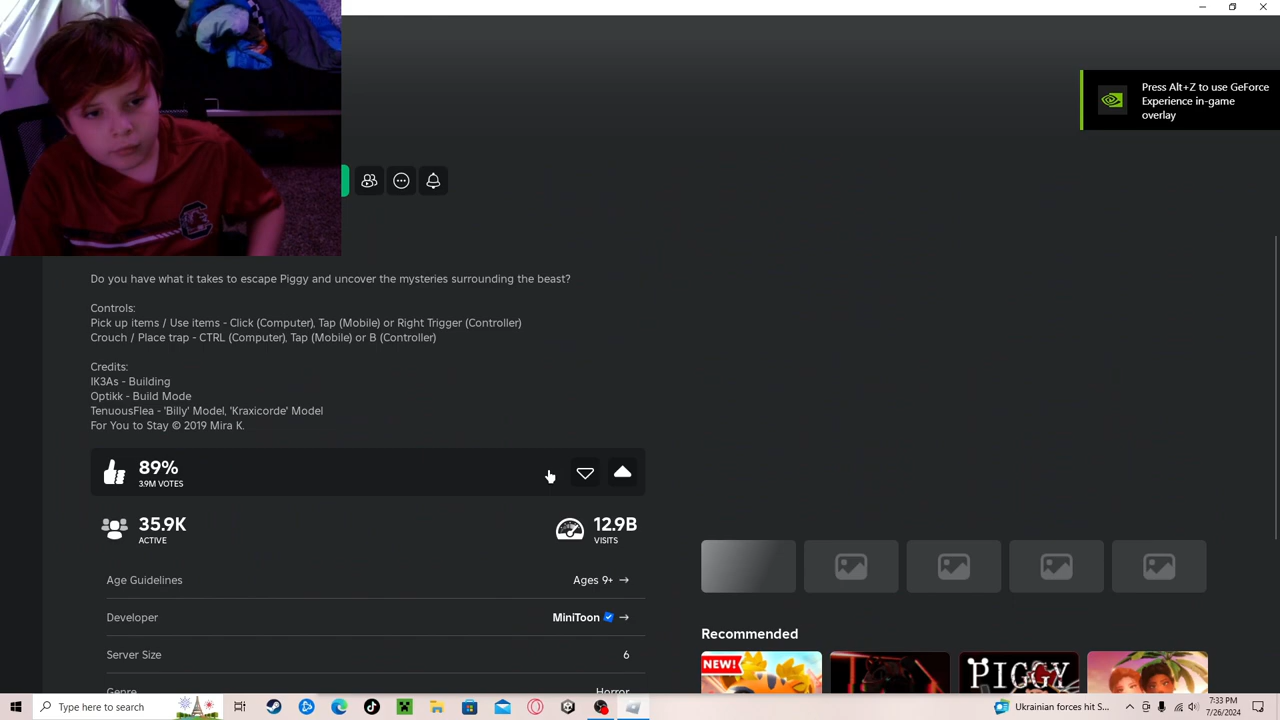 Press Alt+Z to use GeForce
Experience in-game
overlay
Do you have what it takes to escape Piggy and uncover the mysteries surrounding the beast?
Controls:
Pick up items / Use items - Click (Computer), Tap (Mobile) or Right Trigger (Controller)
Crouch / Place trap - CTRL (Computer), Tap (Mobile) or B (Controller)
Credits:
IK3As - Building
Optikk - Build Mode
TenuousFlea - 'Billy' Model, 'Kraxicorde' Model
For You to Stay © 2019 Mira K.
89%
3.9M VOTES
35.9K
ACTIVE
12.9B
VISITS
Age Guidelines
Ages 9+ →
Developer
MiniToon →
Server Size
6
Genre
Horror
Recommended
NEW!
PIGGY
Type here to search
Ukrainian forces hit S...
7:33 PM
7/26/2024